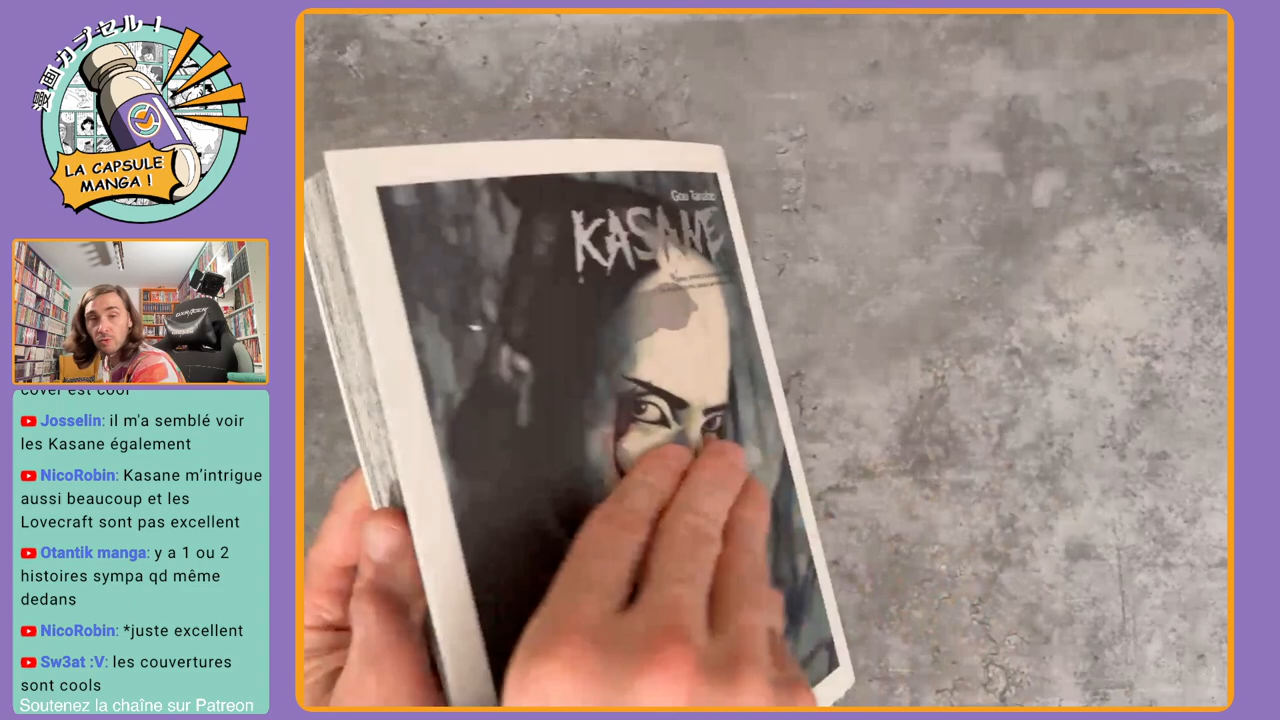 漫画カプセル!
LA CAPSULE
MANGA !
cover est cool
Josselin: il m'a semblé voir
les Kasane également
NicoRobin: Kasane m’intrigue
aussi beaucoup et les
Lovecraft sont pas excellent
Otantik manga: y a 1 ou 2
histoires sympa qd même
dedans
NicoRobin: *juste excellent
Sw3at :V: les couvertures
sont cools
Soutenez la chaîne sur Patreon
Gou Tanabe
KASANE